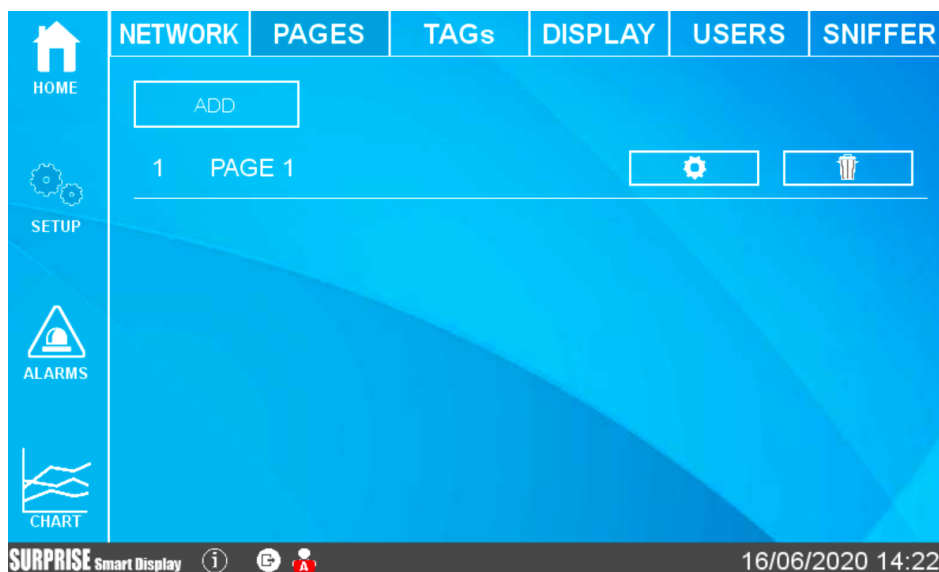 NETWORK PAGES TAGs DISPLAY USERS SNIFFER
HOME
ADD
1 PAGE 1
SETUP
ALARMS
CHART
SURPRISE Smart Display i A 16/06/2020 14:22